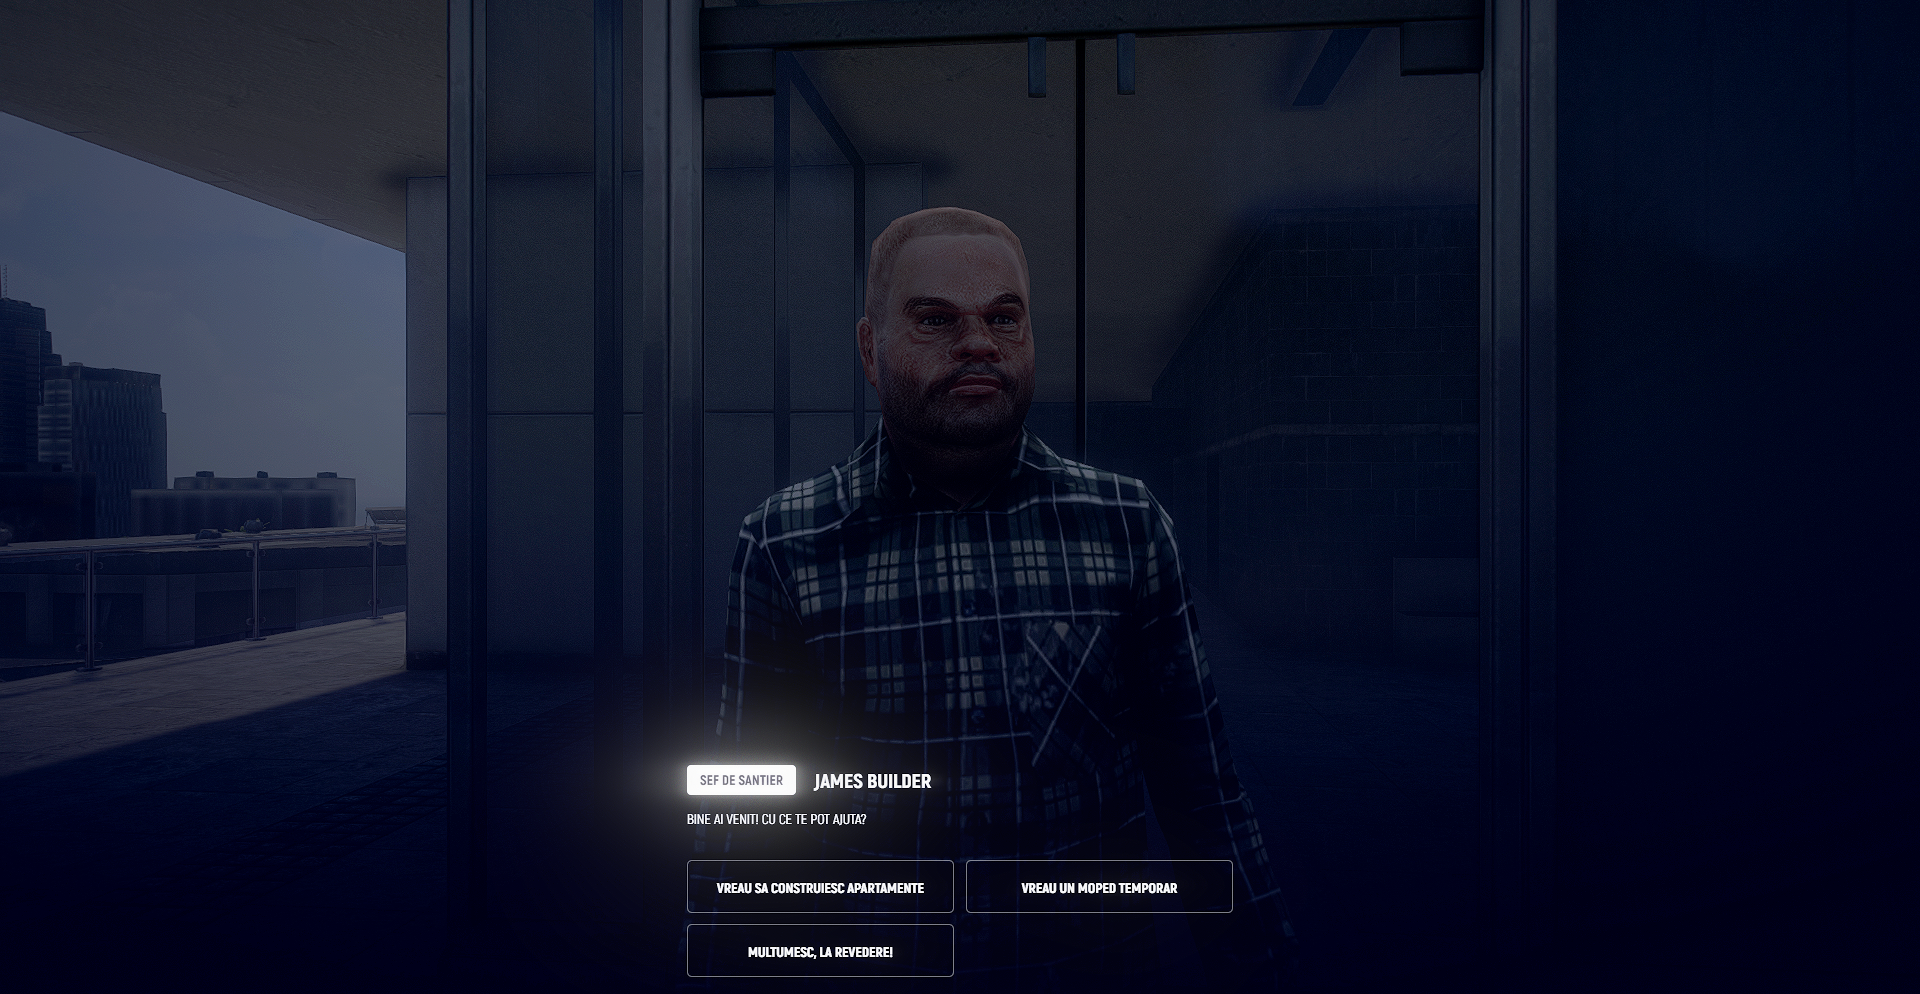 SEF DE SANTIER
JAMES BUILDER
BINE AI VENIT! CU CE TE POT AJUTA?
VREAU SA CONSTRUIESC APARTAMENTE
VREAU UN MOPED TEMPORAR
MULTUMESC, LA REVEDERE!